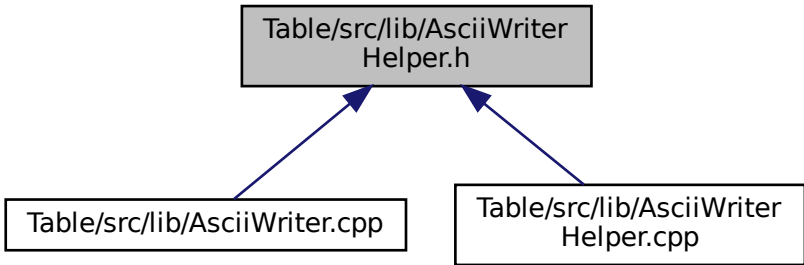 Table/src/lib/AsciiWriter
Helper.h
Table/src/lib/AsciiWriter.cpp
Table/src/lib/AsciiWriter
Helper.cpp